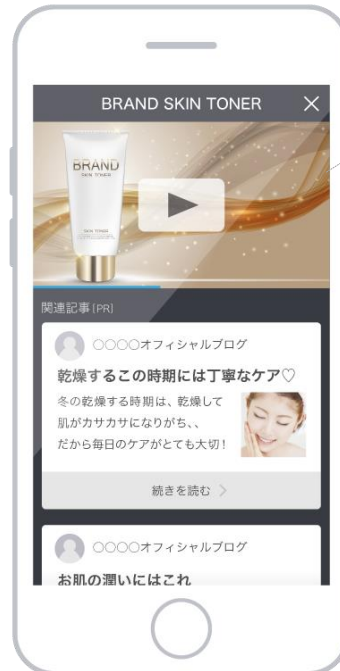 BRAND SKIN TONER
BRAND
SKIN TONER
SKIN TONER
関連記事 [PR]
○○○○オフィシャルブログ
乾燥するこの時期には丁寧なケア♡
冬の乾燥する時期は、乾燥して
肌がカサカサになりがち、、
だから毎日のケアがとても大切!
続きを読む
○○○○オフィシャルブログ
お肌の潤いにはこれ